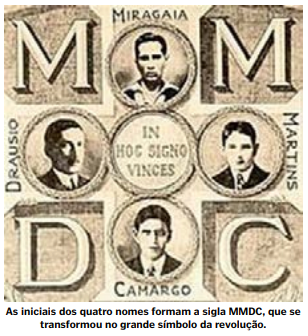 MIRAGAIA
M M
DRAUSIO
IN
HOC SIGNO
VINCES
MARTINS
D C
CAMARGO
As iniciais dos quatro nomes formam a sigla MMDC, que se
transformou no grande símbolo da revolução.